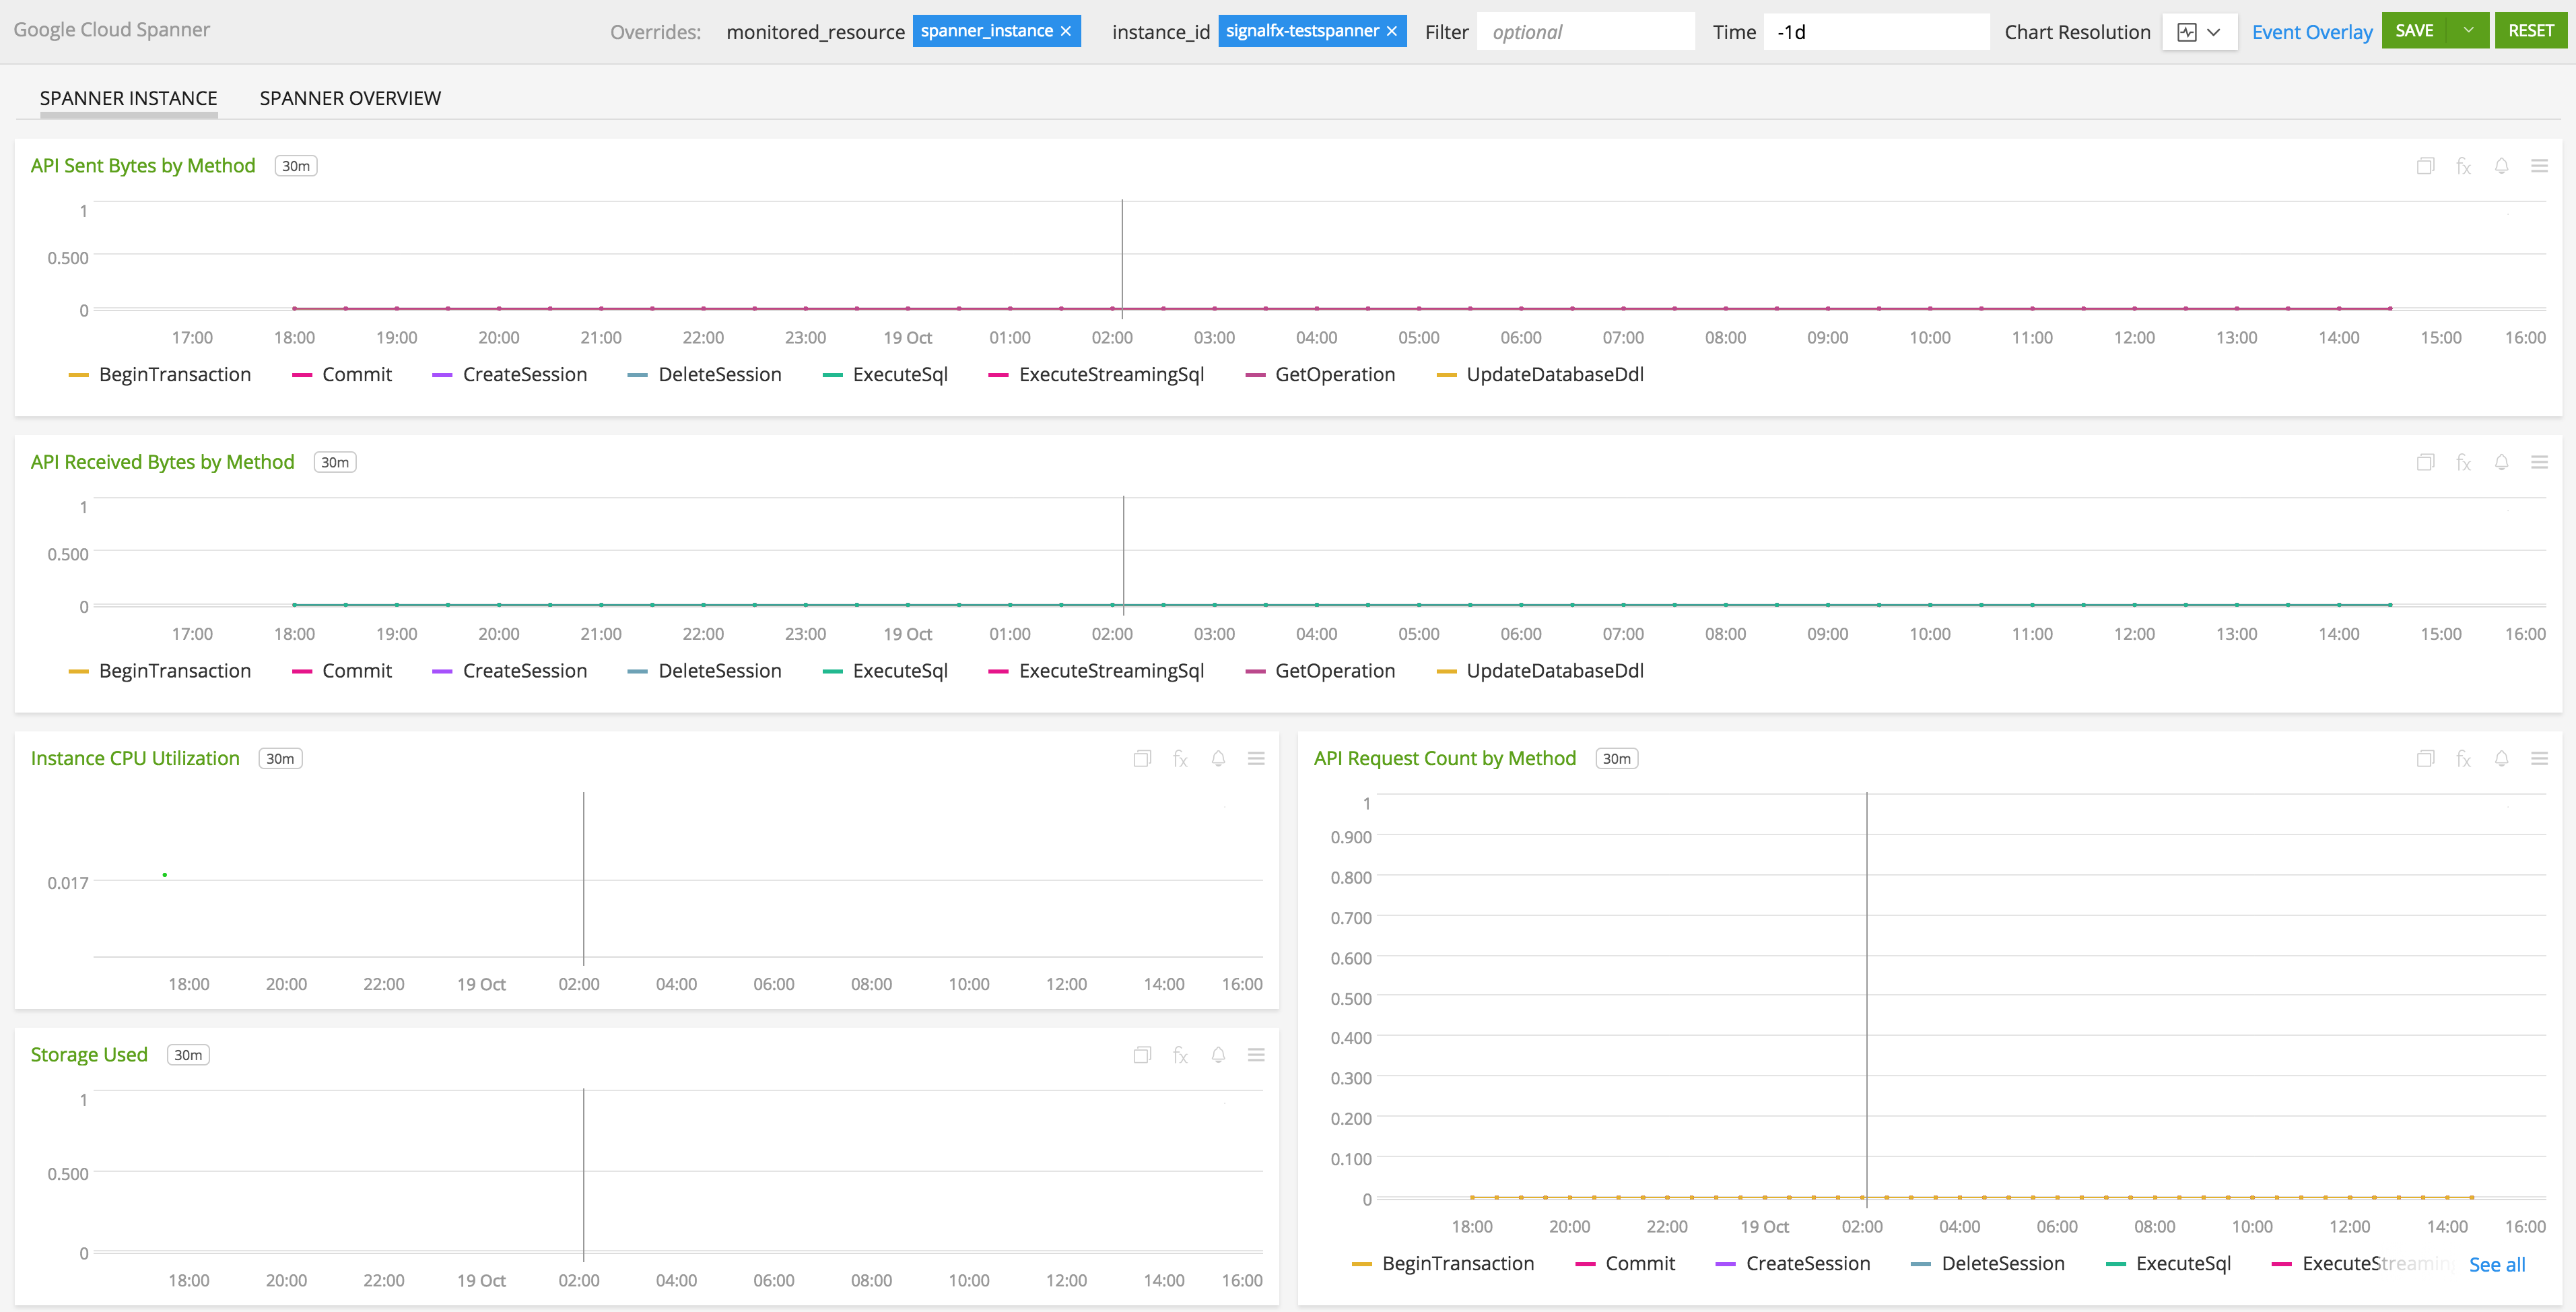 Google Cloud Spanner
Overrides: monitored_resource spanner_instance × instance_id signalfx-testspanner × Filter optional Time -1d Chart Resolution Event Overlay SAVE RESET
SPANNER INSTANCE SPANNER OVERVIEW
API Sent Bytes by Method 30m fx
1
0.500
0
17:00 18:00 19:00 20:00 21:00 22:00 23:00 19 Oct 01:00 02:00 03:00 04:00 05:00 06:00 07:00 08:00 09:00 10:00 11:00 12:00 13:00 14:00 15:00 16:00
BeginTransaction Commit CreateSession DeleteSession ExecuteSql ExecuteStreamingSql GetOperation UpdateDatabaseDdl
API Received Bytes by Method 30m fx
1
0.500
0
17:00 18:00 19:00 20:00 21:00 22:00 23:00 19 Oct 01:00 02:00 03:00 04:00 05:00 06:00 07:00 08:00 09:00 10:00 11:00 12:00 13:00 14:00 15:00 16:00
BeginTransaction Commit CreateSession DeleteSession ExecuteSql ExecuteStreamingSql GetOperation UpdateDatabaseDdl
Instance CPU Utilization 30m fx
0.017
18:00 20:00 22:00 19 Oct 02:00 04:00 06:00 08:00 10:00 12:00 14:00 16:00
Storage Used 30m fx
1
0.500
0
18:00 20:00 22:00 19 Oct 02:00 04:00 06:00 08:00 10:00 12:00 14:00 16:00
API Request Count by Method 30m fx
1
0.900
0.800
0.700
0.600
0.500
0.400
0.300
0.200
0.100
0
18:00 20:00 22:00 19 Oct 02:00 04:00 06:00 08:00 10:00 12:00 14:00 16:00
BeginTransaction Commit CreateSession DeleteSession ExecuteSql ExecuteStreamin See all